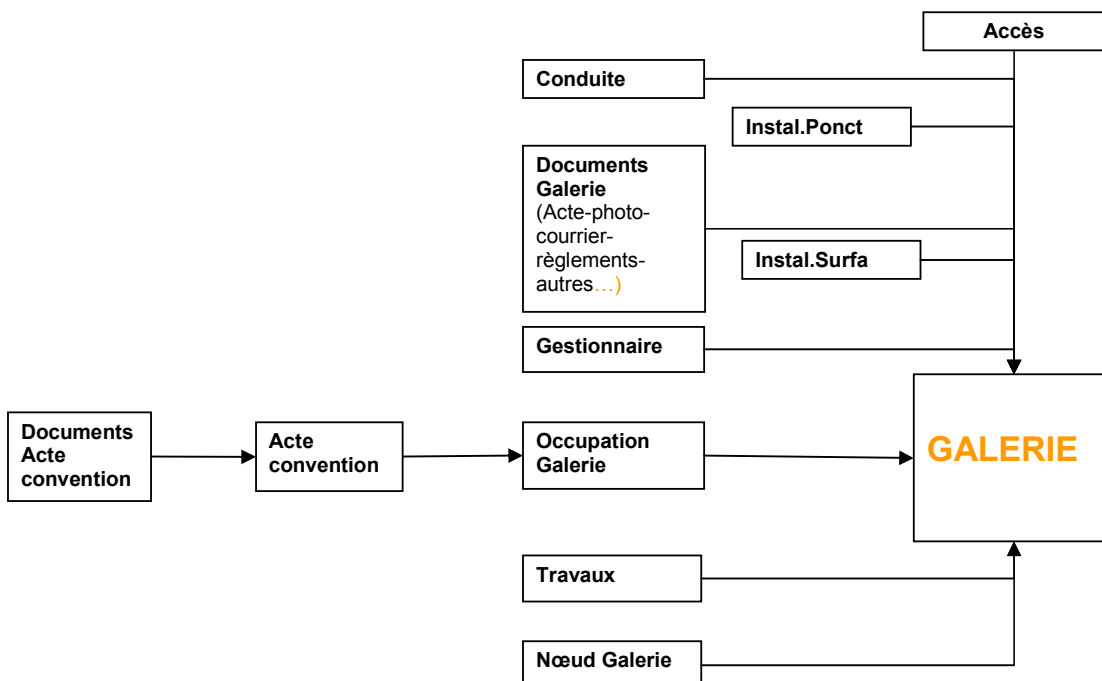 Accès
Conduite
Instal.Ponct
Documents
Galerie
(Acte-photo-
courrier-
règlements-
autres…)
Instal.Surfa
Gestionnaire
Documents
Acte
convention
Acte
convention
Occupation
Galerie
GALERIE
Travaux
Nœud Galerie